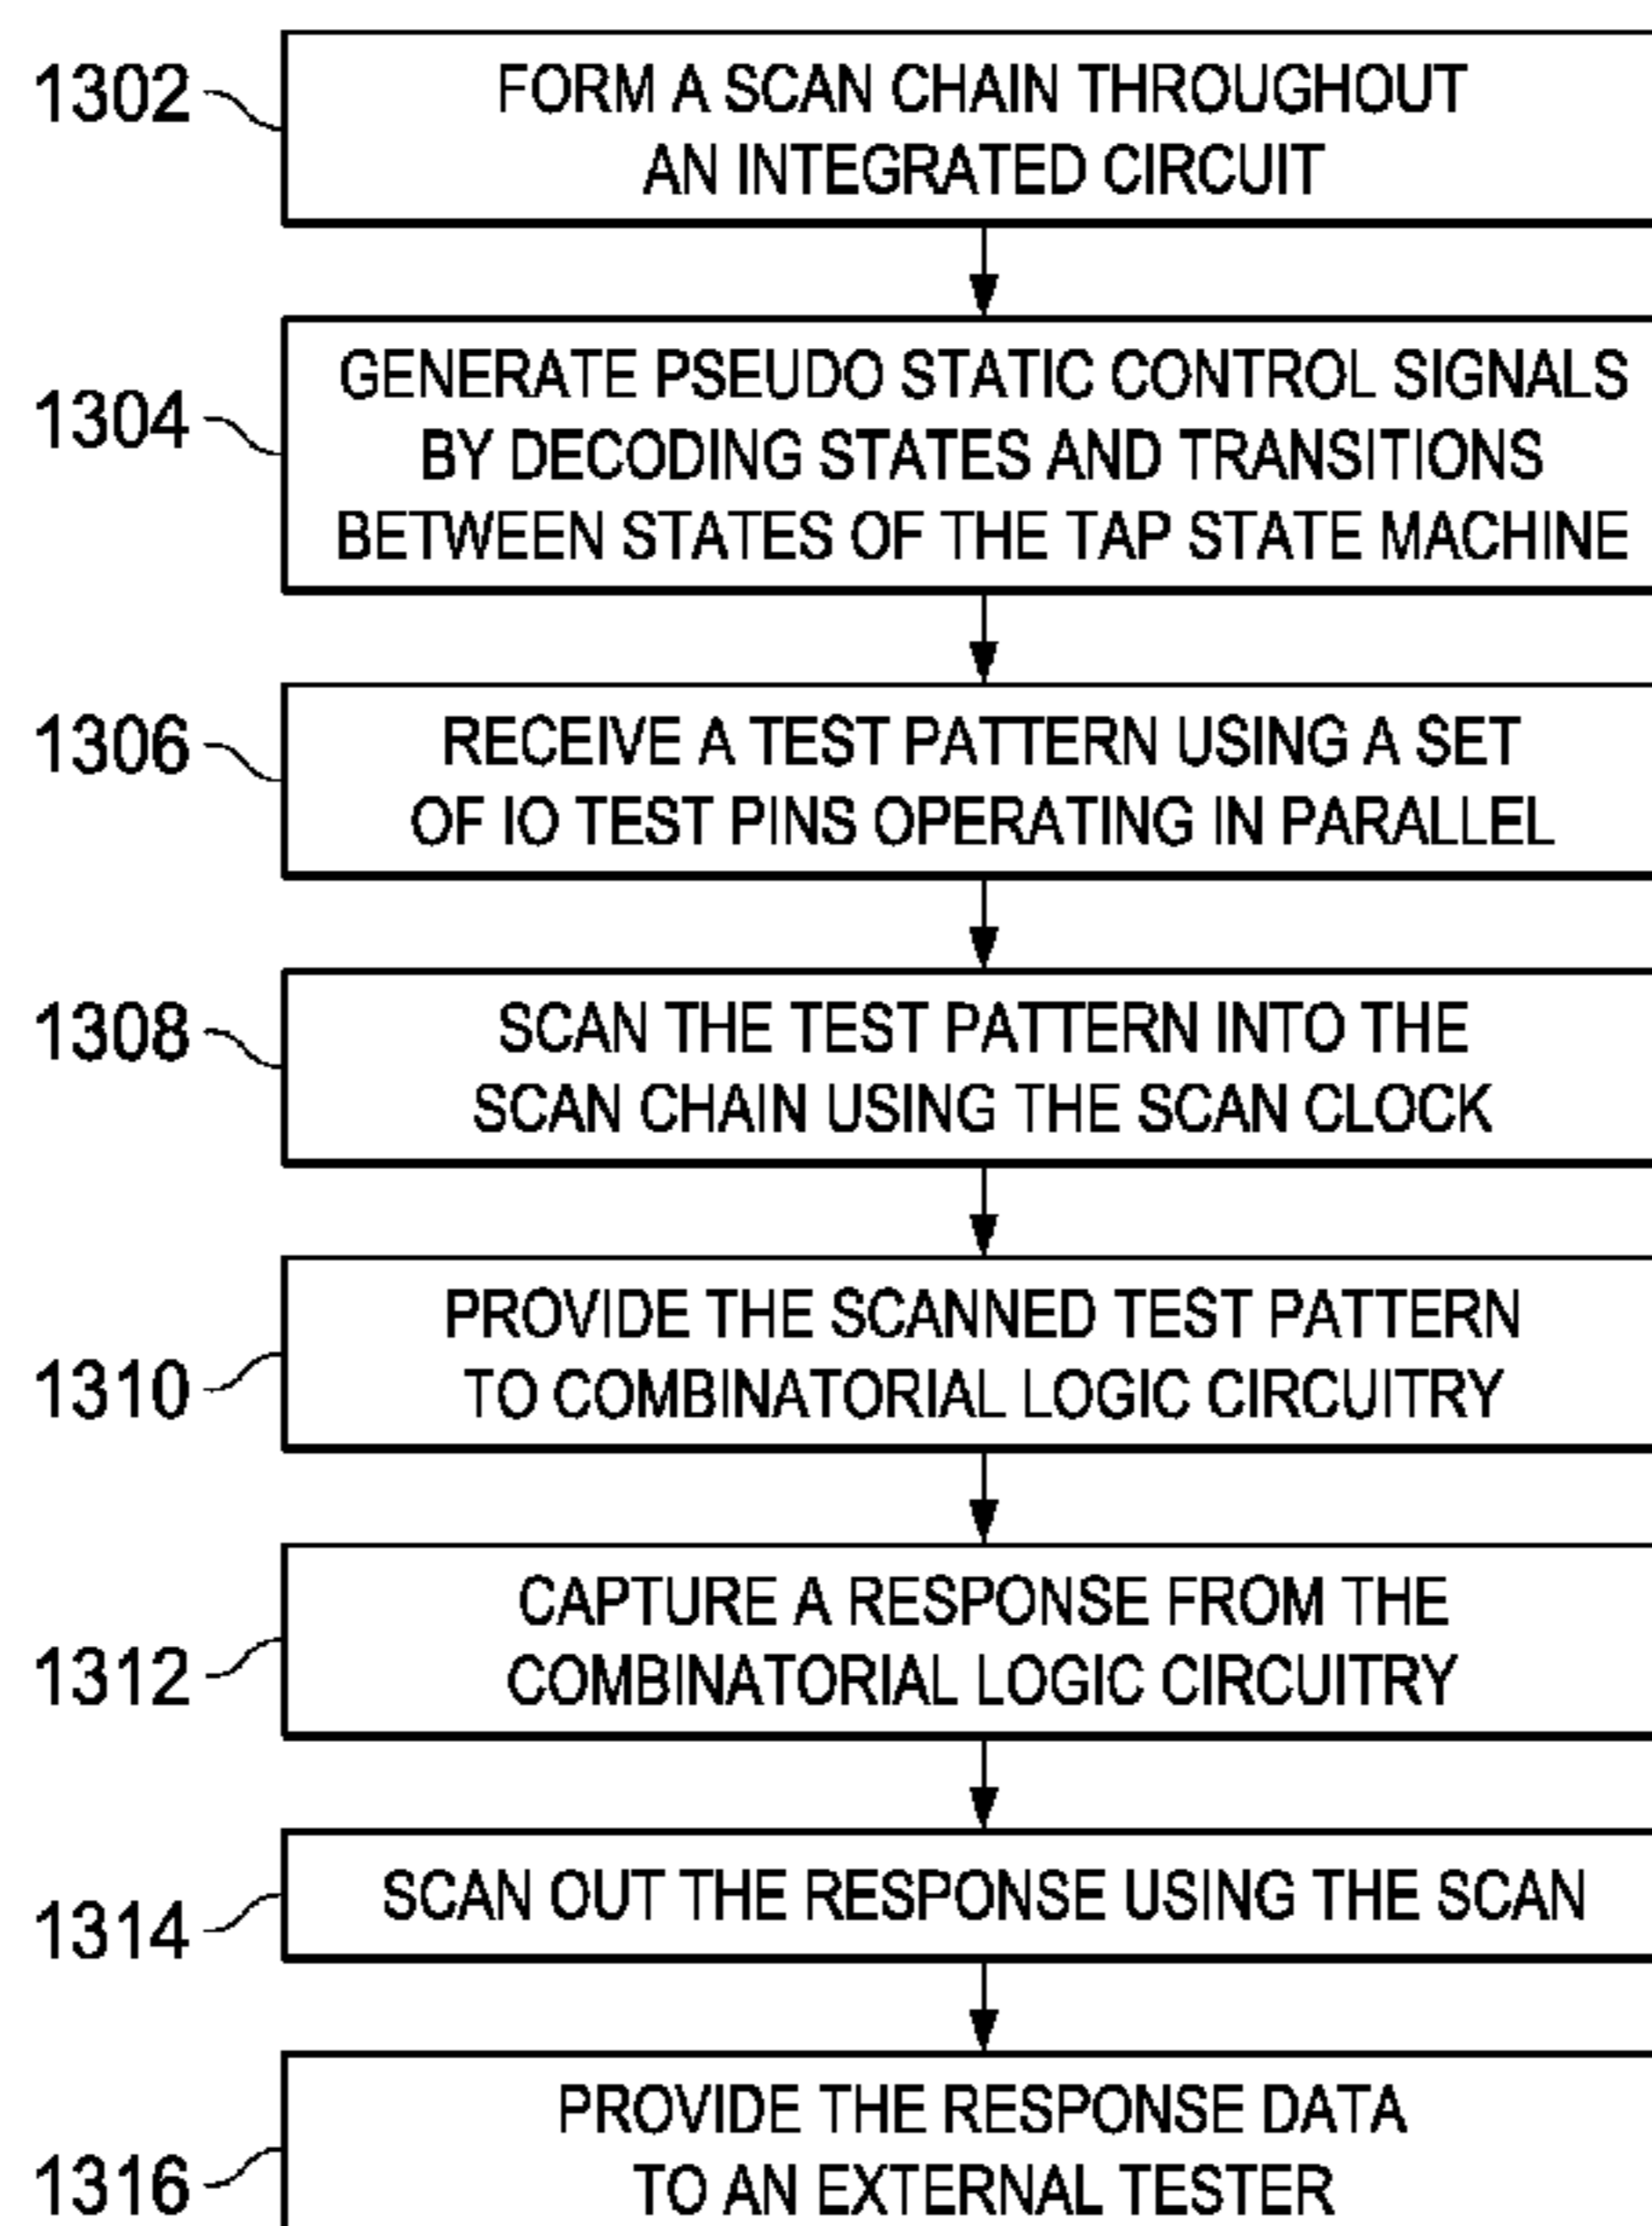 1302
FORM A SCAN CHAIN THROUGHOUT
AN INTEGRATED CIRCUIT
1304
GENERATE PSEUDO STATIC CONTROL SIGNALS
BY DECODING STATES AND TRANSITIONS
BETWEEN STATES OF THE TAP STATE MACHINE
1306
RECEIVE A TEST PATTERN USING A SET
OF IO TEST PINS OPERATING IN PARALLEL
1308
SCAN THE TEST PATTERN INTO THE
SCAN CHAIN USING THE SCAN CLOCK
1310
PROVIDE THE SCANNED TEST PATTERN
TO COMBINATORIAL LOGIC CIRCUITRY
1312
CAPTURE A RESPONSE FROM THE
COMBINATORIAL LOGIC CIRCUITRY
1314
SCAN OUT THE RESPONSE USING THE SCAN
1316
PROVIDE THE RESPONSE DATA
TO AN EXTERNAL TESTER